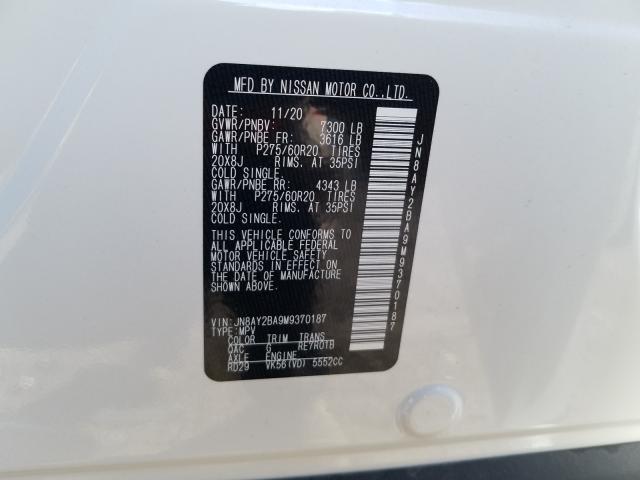 MFD BY NISSAN MOTOR CO.,LTD.
DATE: 11/20
GVWR/PNBV: 7300 LB
GAWR/PNBE FR: 3616 LB
WITH P275/60R20 TIRES
20X8J RIMS. AT 35PSI
COLD SINGLE.
GAWR/PNBE RR: 4343 LB
WITH P275/60R20 TIRES
20X8J RIMS. AT 35PSI
COLD SINGLE.
THIS VEHICLE CONFORMS TO
ALL APPLICABLE FEDERAL
MOTOR VEHICLE SAFETY
STANDARDS IN EFFECT ON
THE DATE OF MANUFACTURE
SHOWN ABOVE.
VIN: JN8AY2BA9M9370187
TYPE: MPV
COLOR TRIM TRANS
QAC G RE7R01B
AXLE ENGINE
RD29 VK56(VD) 5552CC
JN8AY2BA9M9370187